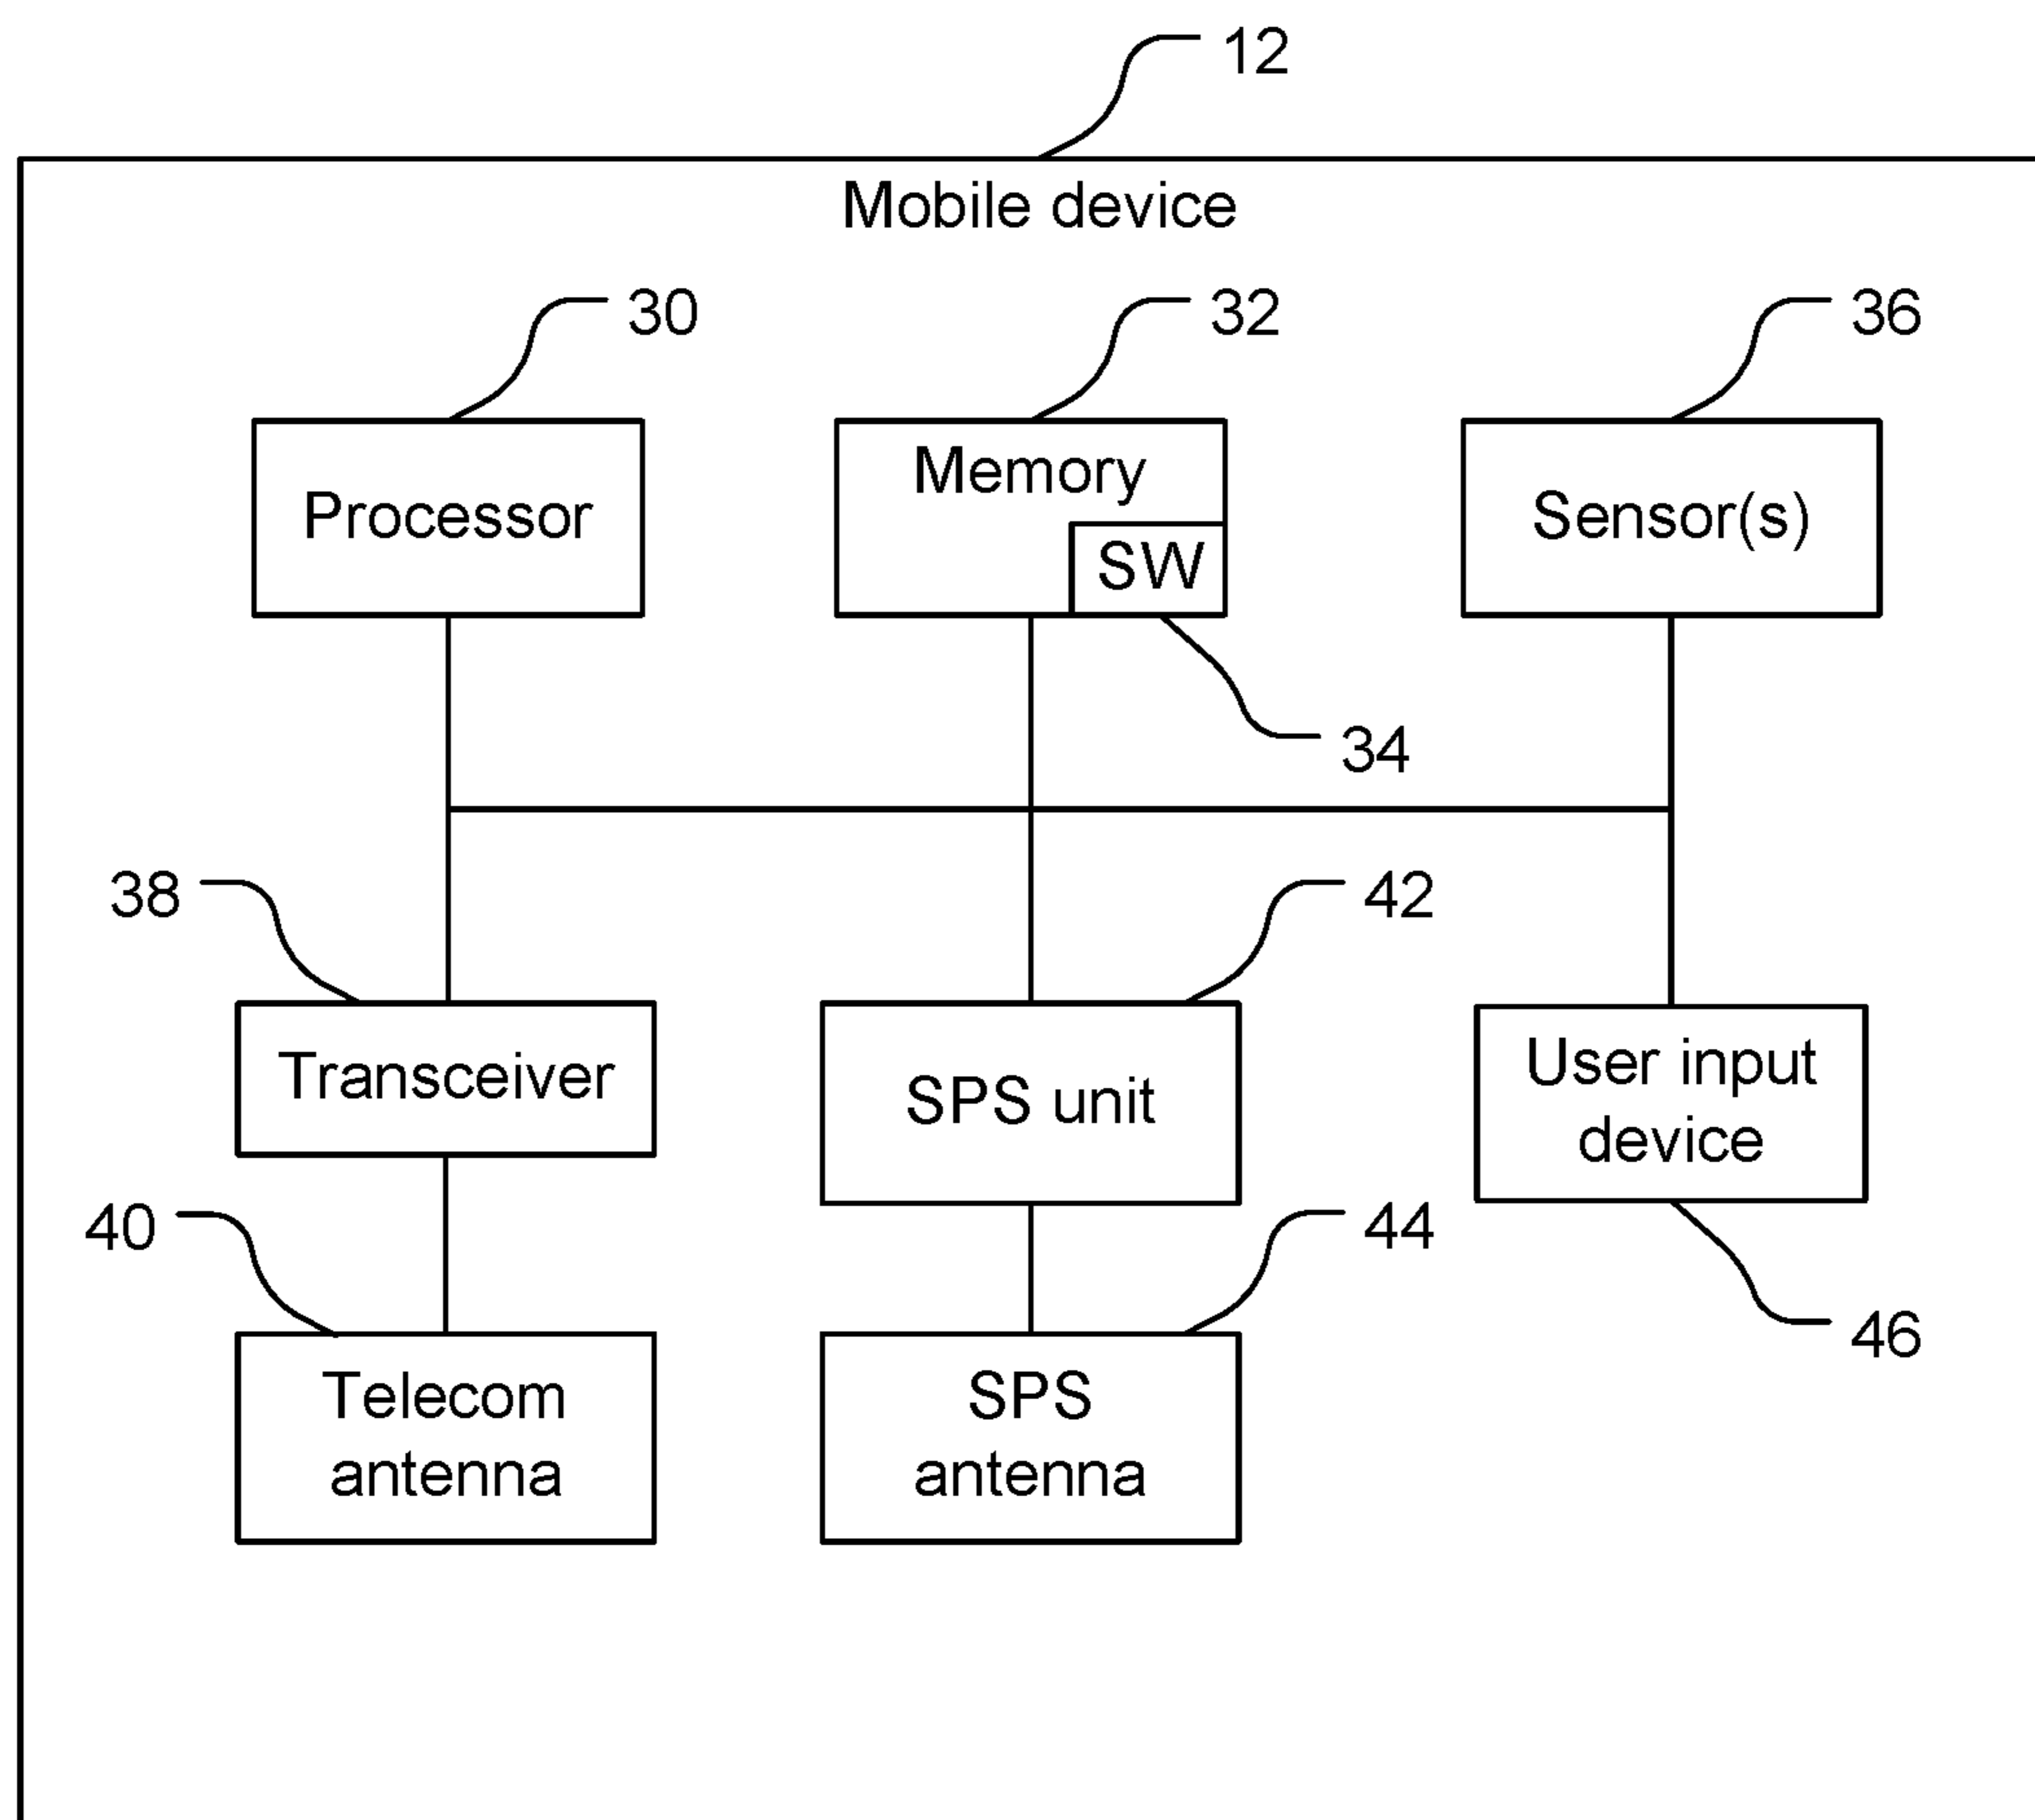 12
Mobile device
30
32
36
Processor
Memory
SW
Sensor(s)
34
38
42
Transceiver
SPS unit
User input
device
40
44
46
Telecom
antenna
SPS
antenna